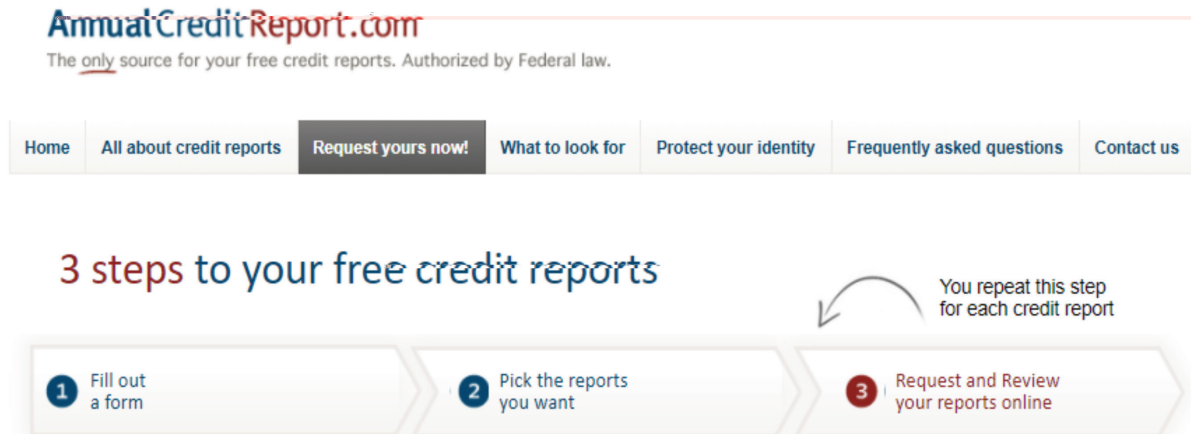 AnnualCreditReport.com
The only source for your free credit reports. Authorized by Federal law.
Home All about credit reports Request yours now! What to look for Protect your identity Frequently asked questions Contact us
3 steps to your free credit reports
You repeat this step
for each credit report
1 Fill out
a form
2 Pick the reports
you want
3 Request and Review
your reports online